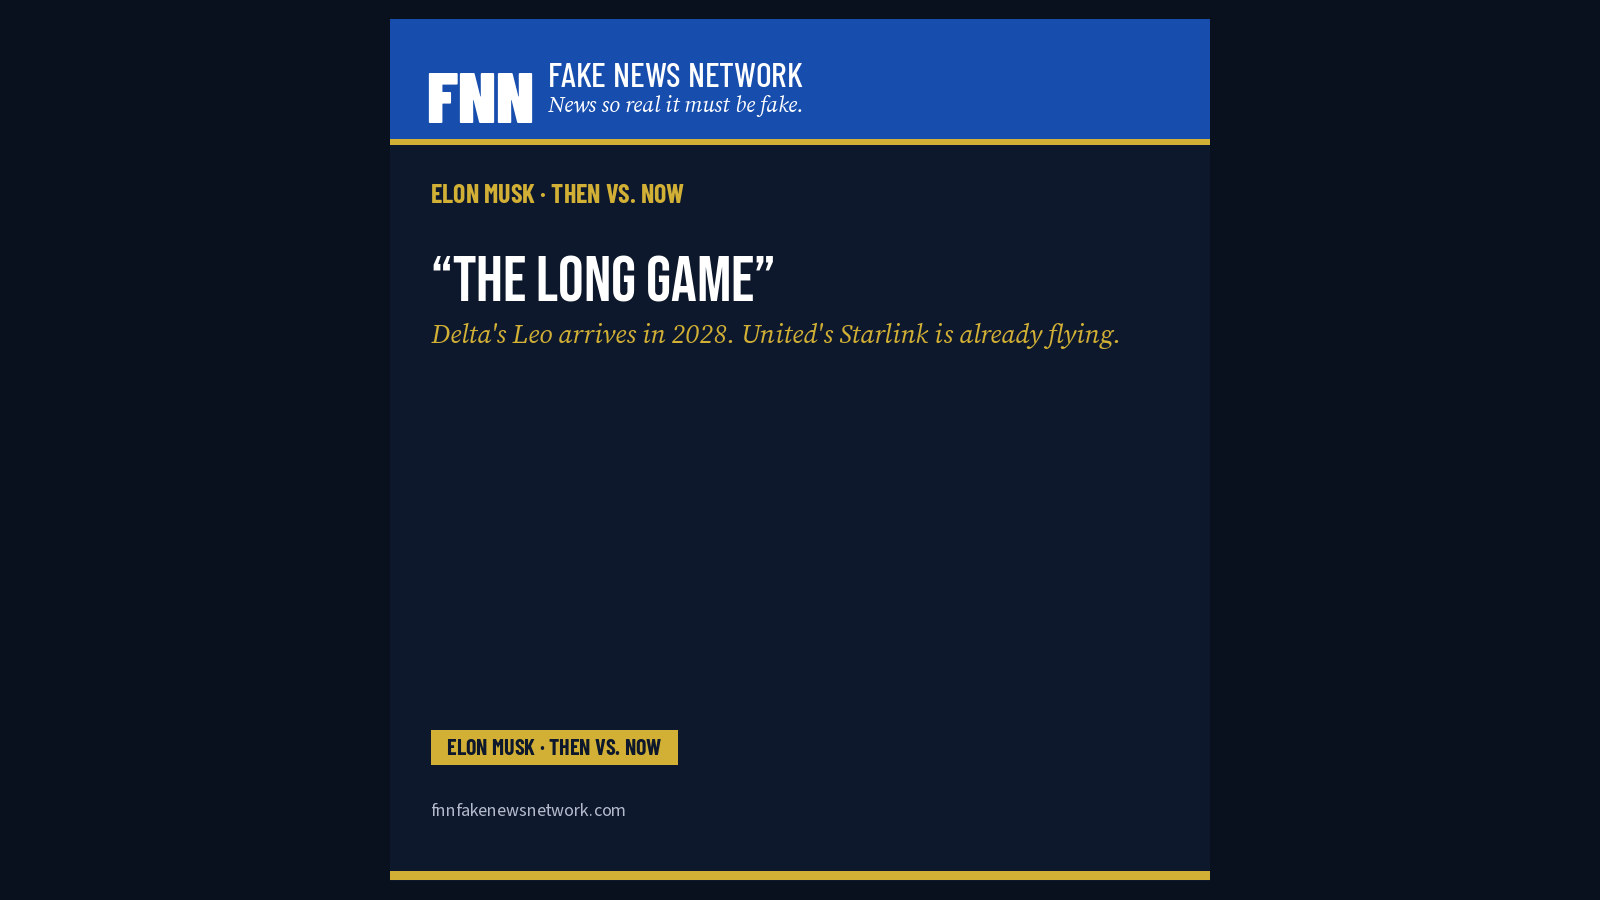 FNN
FAKE NEWS NETWORK
News so real it must be fake.
ELON MUSK · THEN VS. NOW
“THE LONG GAME”
Delta's Leo arrives in 2028. United's Starlink is already flying.
ELON MUSK · THEN VS. NOW
fnnfakenewsnetwork.com